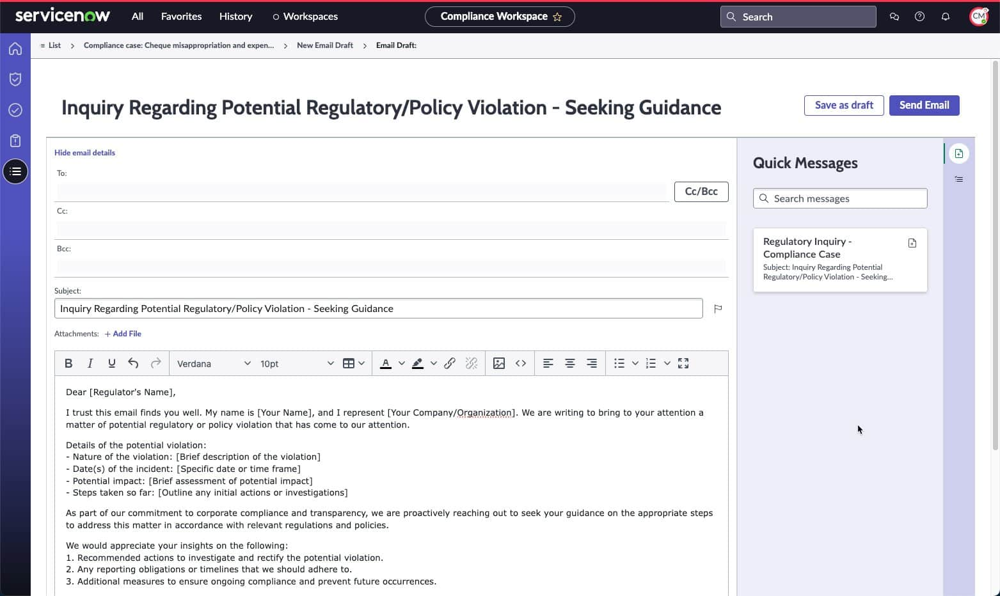 servicenow All Favorites History Workspaces Compliance Workspace Search CM
List Compliance case: Cheque misappropriation and expen... New Email Draft Email Draft:
Inquiry Regarding Potential Regulatory/Policy Violation - Seeking Guidance
Save as draft Send Email
Hide email details
To:
Cc/Bcc
Cc:
Bcc:
Subject:
Inquiry Regarding Potential Regulatory/Policy Violation - Seeking Guidance
Attachments: + Add File
B I U Verdana 10pt A
Dear [Regulator's Name],
I trust this email finds you well. My name is [Your Name], and I represent [Your Company/Organization]. We are writing to bring to your attention a
matter of potential regulatory or policy violation that has come to our attention.
Details of the potential violation:
- Nature of the violation: [Brief description of the violation]
- Date(s) of the incident: [Specific date or time frame]
- Potential impact: [Brief assessment of potential impact]
- Steps taken so far: [Outline any initial actions or investigations]
As part of our commitment to corporate compliance and transparency, we are proactively reaching out to seek your guidance on the appropriate steps
to address this matter in accordance with relevant regulations and policies.
We would appreciate your insights on the following:
1. Recommended actions to investigate and rectify the potential violation.
2. Any reporting obligations or timelines that we should adhere to.
3. Additional measures to ensure ongoing compliance and prevent future occurrences.
Quick Messages
Search messages
Regulatory Inquiry -
Compliance Case
Subject: Inquiry Regarding Potential
Regulatory/Policy Violation - Seeking...